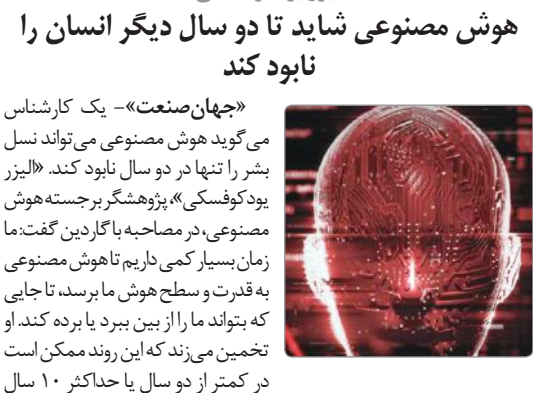 هوش مصنوعی شاید تا دو سال دیگر انسان را
نابود کند
«جهان‌صنعت»- یک کارشناس
می‌گوید هوش مصنوعی می‌تواند نسل
بشر را تنها در دو سال نابود کند. «الیزر
یودکوفسکی»، پژوهشگر برجسته هوش
مصنوعی، در مصاحبه با گاردین گفت: ما
زمان بسیار کمی داریم تا هوش مصنوعی
به قدرت و سطح هوش ما برسد، تا جایی
که بتواند ما را از بین ببرد یا برده کند. او
تخمین می‌زند که این روند ممکن است
در کمتر از دو سال یا حداکثر ۱۰ سال